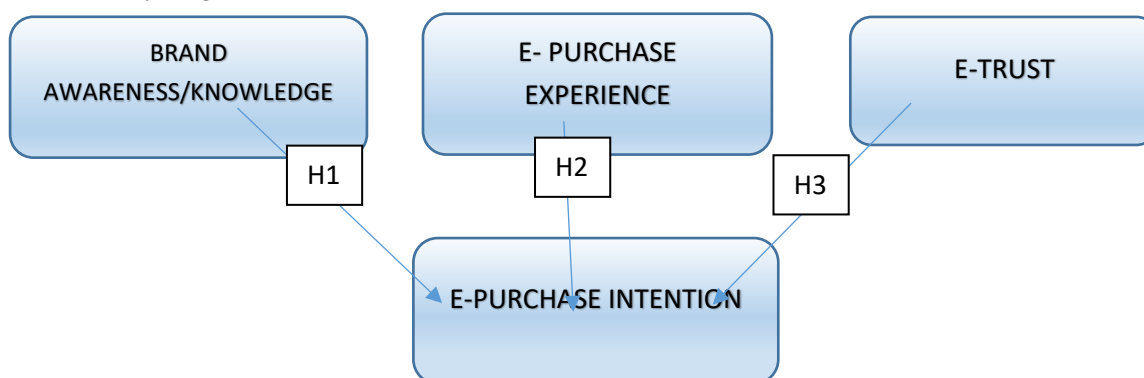 BRAND
AWARENESS/KNOWLEDGE
E- PURCHASE
EXPERIENCE
E-TRUST
H1
H2
H3
E-PURCHASE INTENTION